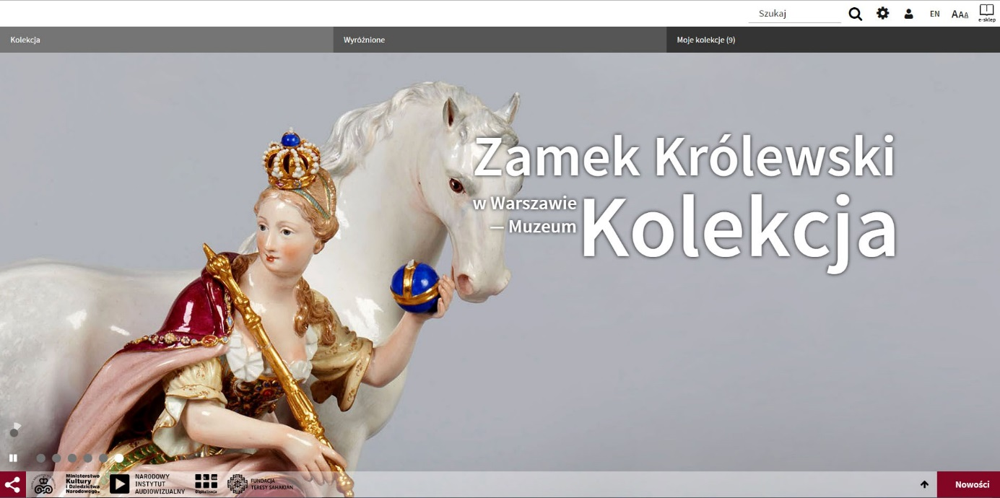 Szukaj
EN
AAA
e-sklep
Kolekcja
Wyróżnione
Moje kolekcje (9)
Zamek Królewski
w Warszawie
— Muzeum
Kolekcja
Ministerstwo
Kultury
i Dziedzictwa
Narodowego.
NARODOWY
INSTYTUT
AUDIOWIZUALNY
Digitalizacja
FUNDACJA
TERESY SAHAKIAN
Nowości